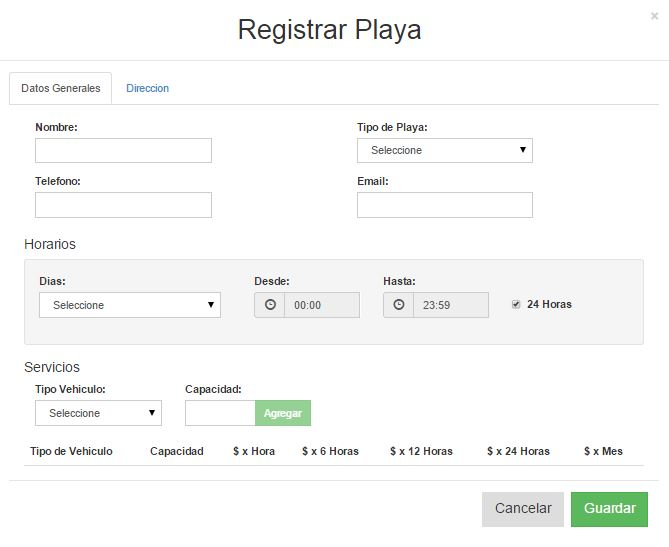 ×
Registrar Playa
Datos Generales Direccion
Nombre: Tipo de Playa:
Seleccione
Telefono: Email:
Horarios
Dias: Desde: Hasta:
Seleccione 00:00 23:59 24 Horas
Servicios
Tipo Vehiculo: Capacidad:
Seleccione Agregar
Tipo de Vehiculo Capacidad $ x Hora $ x 6 Horas $ x 12 Horas $ x 24 Horas $ x Mes
Cancelar Guardar